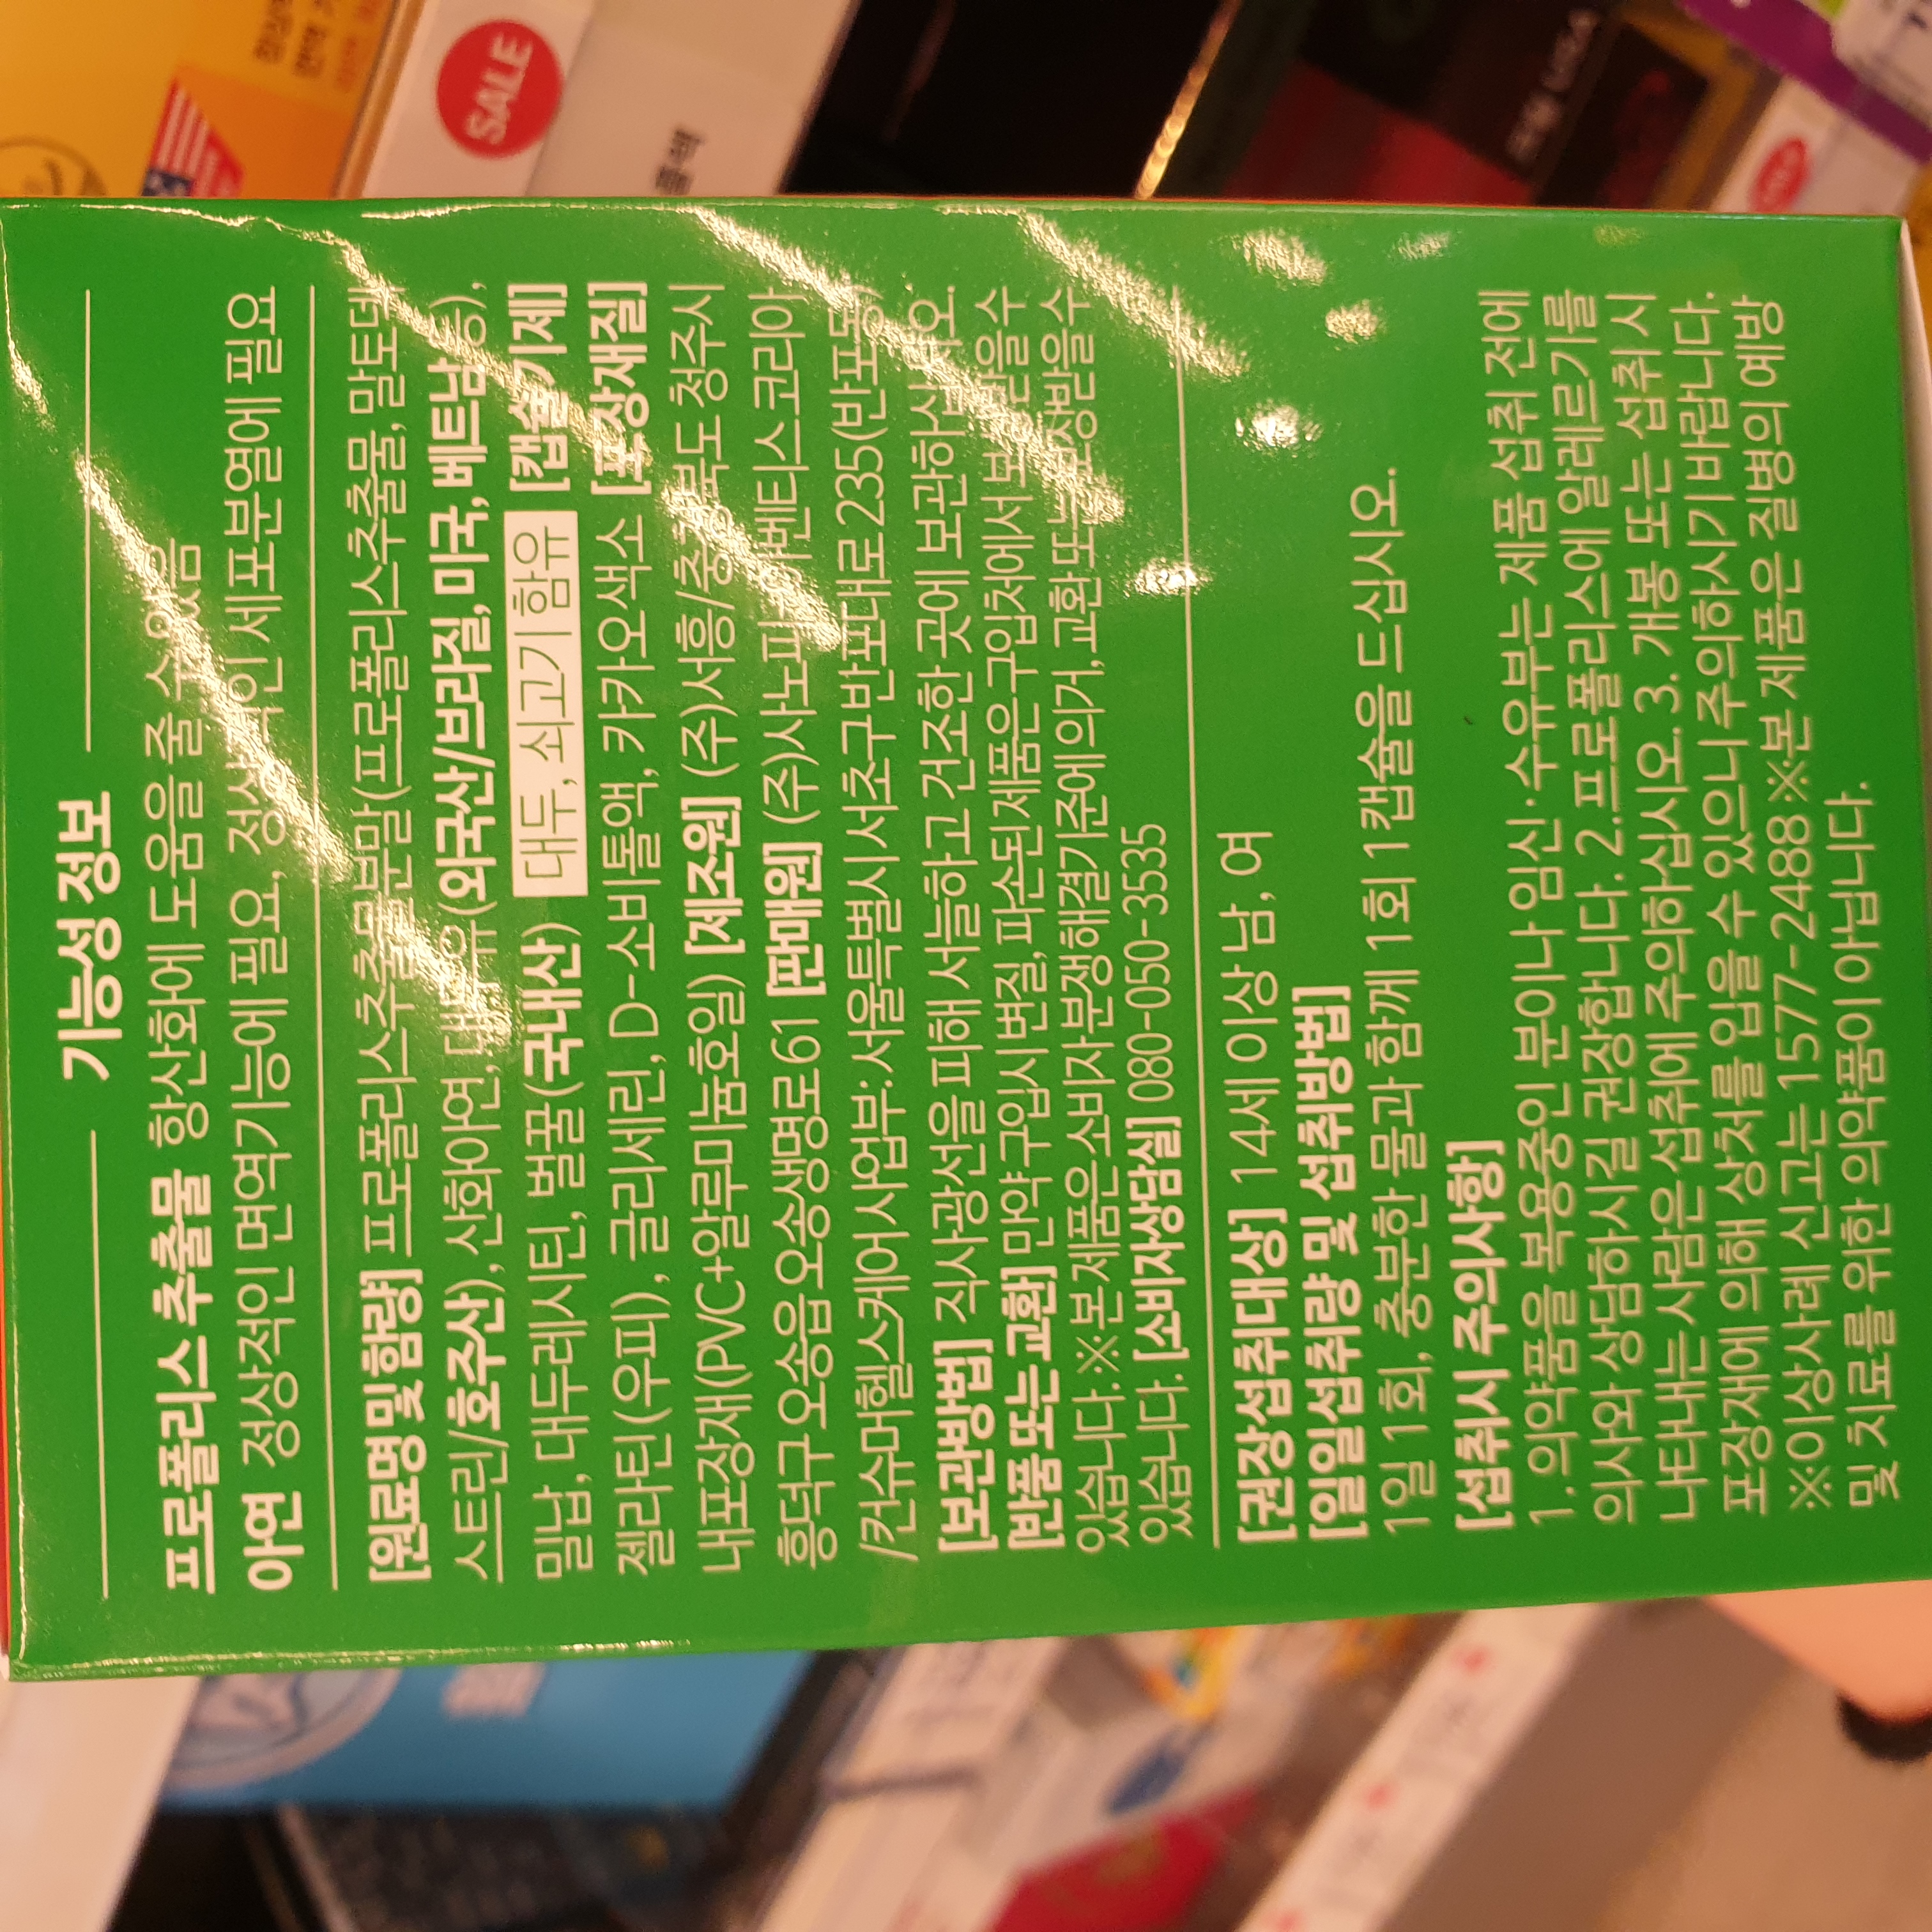 기능성 정보
프로폴리스 추출물 항산화에 도움을 줄 수 있음
아연 정상적인 면역기능에 필요, 정상적인 세포분열에 필요
[원료명 및 함량] 프로폴리스추출물분말(프로폴리스추출물, 말토덱
스트린/호주산), 산화아연, 대두유(외국산/브라질, 미국, 베트남 등),
밀납, 대두레시틴, 벌꿀(국내산) 대두, 쇠고기 함유 [캡슐기제]
젤라틴(우피), 글리세린, D-소비톨액, 카카오색소 [포장재질]
내포장재(PVC+알루미늄호일) [제조원] (주)서흥/충청북도 청주시
흥덕구 오송읍 오송생명로 61 [판매원] (주)사노피-아벤티스 코리아
/컨슈머헬스케어 사업부: 서울특별시 서초구 반포대로 235(반포동)
[보관방법] 직사광선을 피해 서늘하고 건조한 곳에 보관하십시오.
[반품 또는 교환] 만약 구입시 변질, 파손된 제품은 구입처에서 보상받을 수
있습니다. ※본 제품은 소비자 분쟁 해결기준에 의거, 교환 또는 보상받을 수
있습니다. [소비자상담실] 080-050-3535
[권장섭취대상] 14세 이상 남, 여
[일일섭취량 및 섭취방법]
1일 1회, 충분한 물과 함께 1회 1캡슐을 드십시오.
[섭취시 주의사항]
1. 의약품을 복용중인 분이나 임신·수유부는 제품 섭취 전에
의사와 상담하시길 권장합니다. 2.프로폴리스에 알레르기를
나타내는 사람은 섭취에 주의하십시오. 3. 개봉 또는 섭취 시
포장재에 의해 상처를 입을 수 있으니 주의하시기 바랍니다.
※이상사례 신고는 1577-2488 ※본 제품은 질병의 예방
및 치료를 위한 의약품이 아닙니다.
SALE